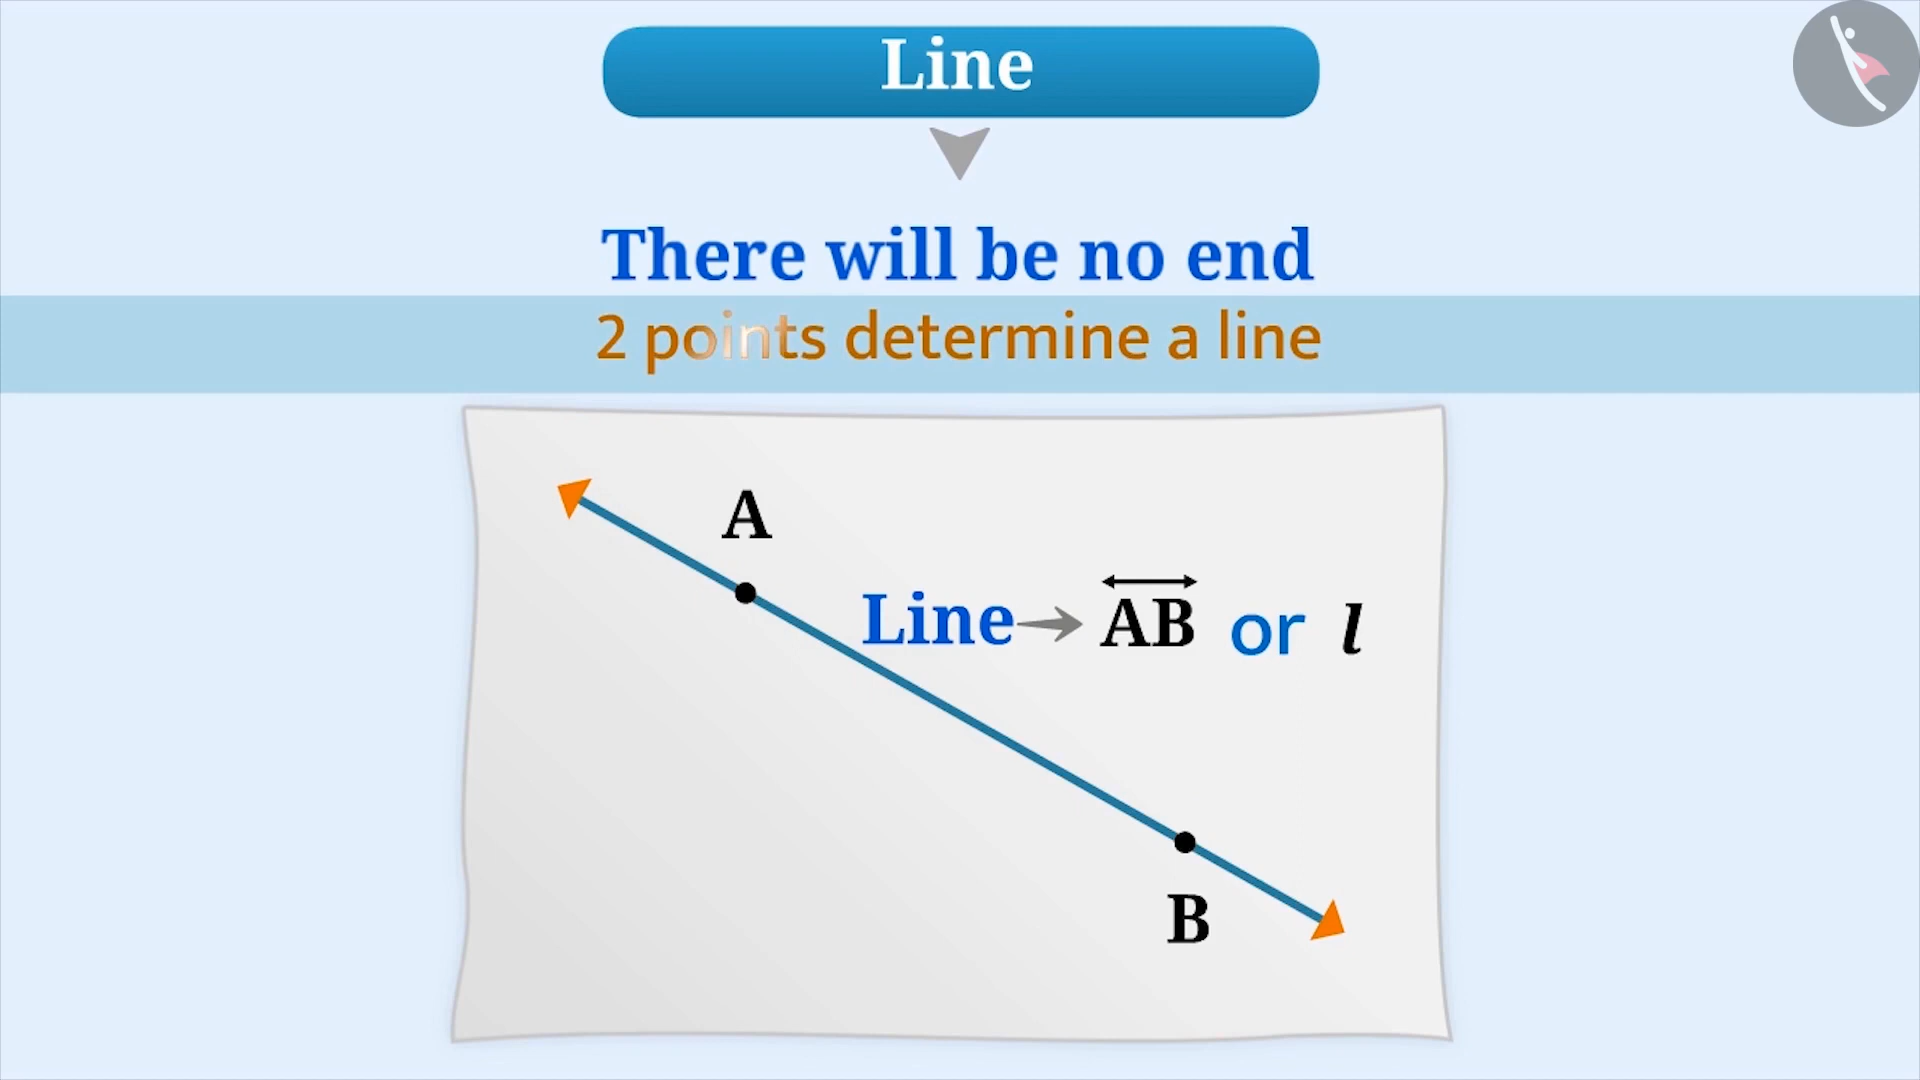 Line
There will be no end
2 points determine a line
A
Line → AB or l
B